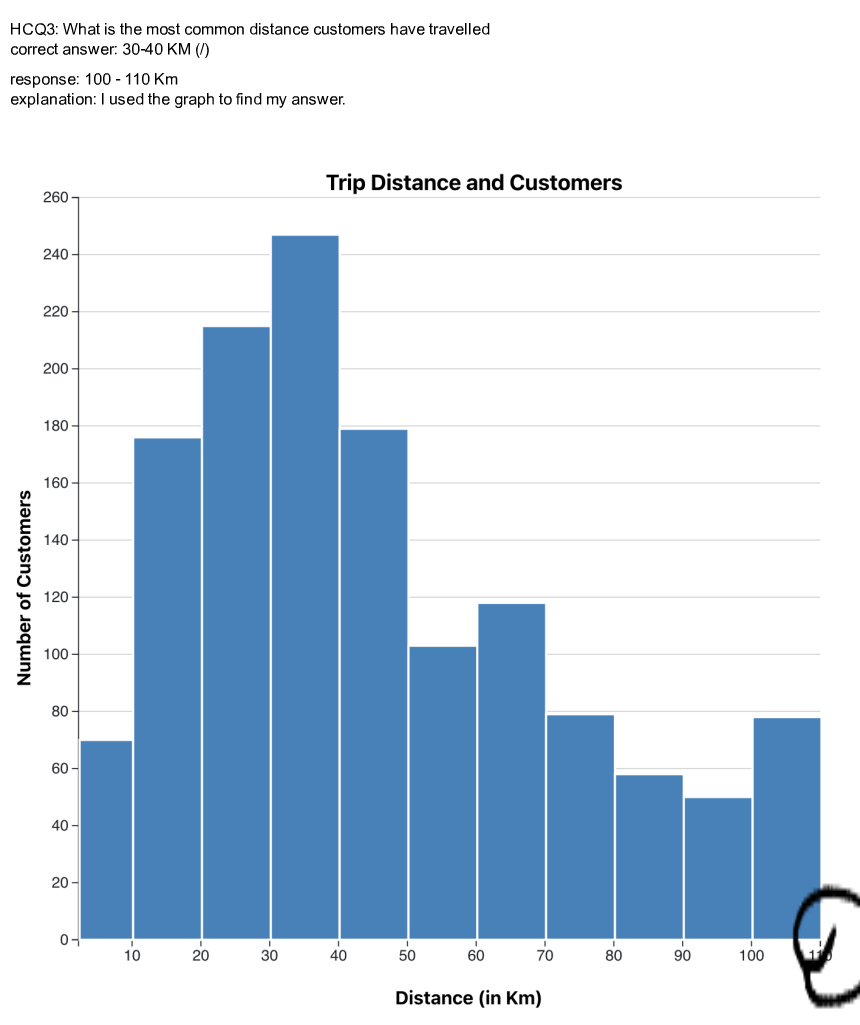 HCQ3: What is the most common distance customers have travelled
correct answer: 30-40 KM (/)
response: 100 - 110 Km
explanation: I used the graph to find my answer.
Trip Distance and Customers
260
240
220
200
180
160
140
120
100
80
60
40
20
0
Number of Customers
10 20 30 40 50 60 70 80 90 100 110
Distance (in Km)